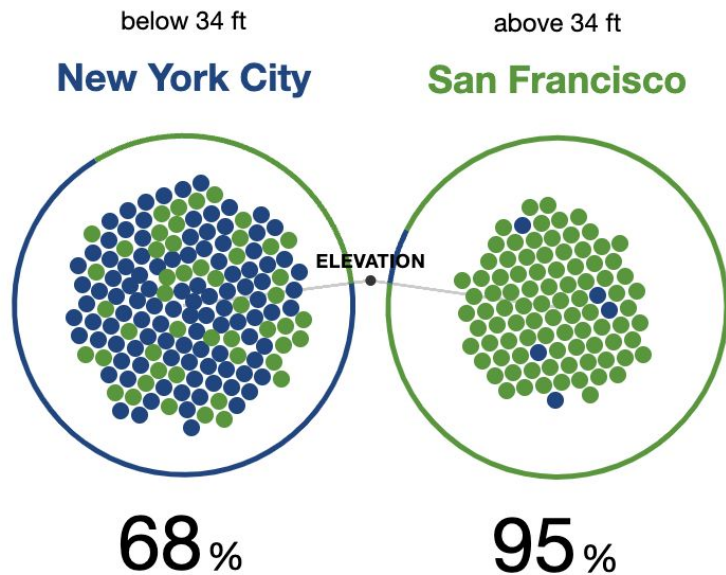 below 34 ft
above 34 ft
New York City
San Francisco
ELEVATION
68 %
95 %